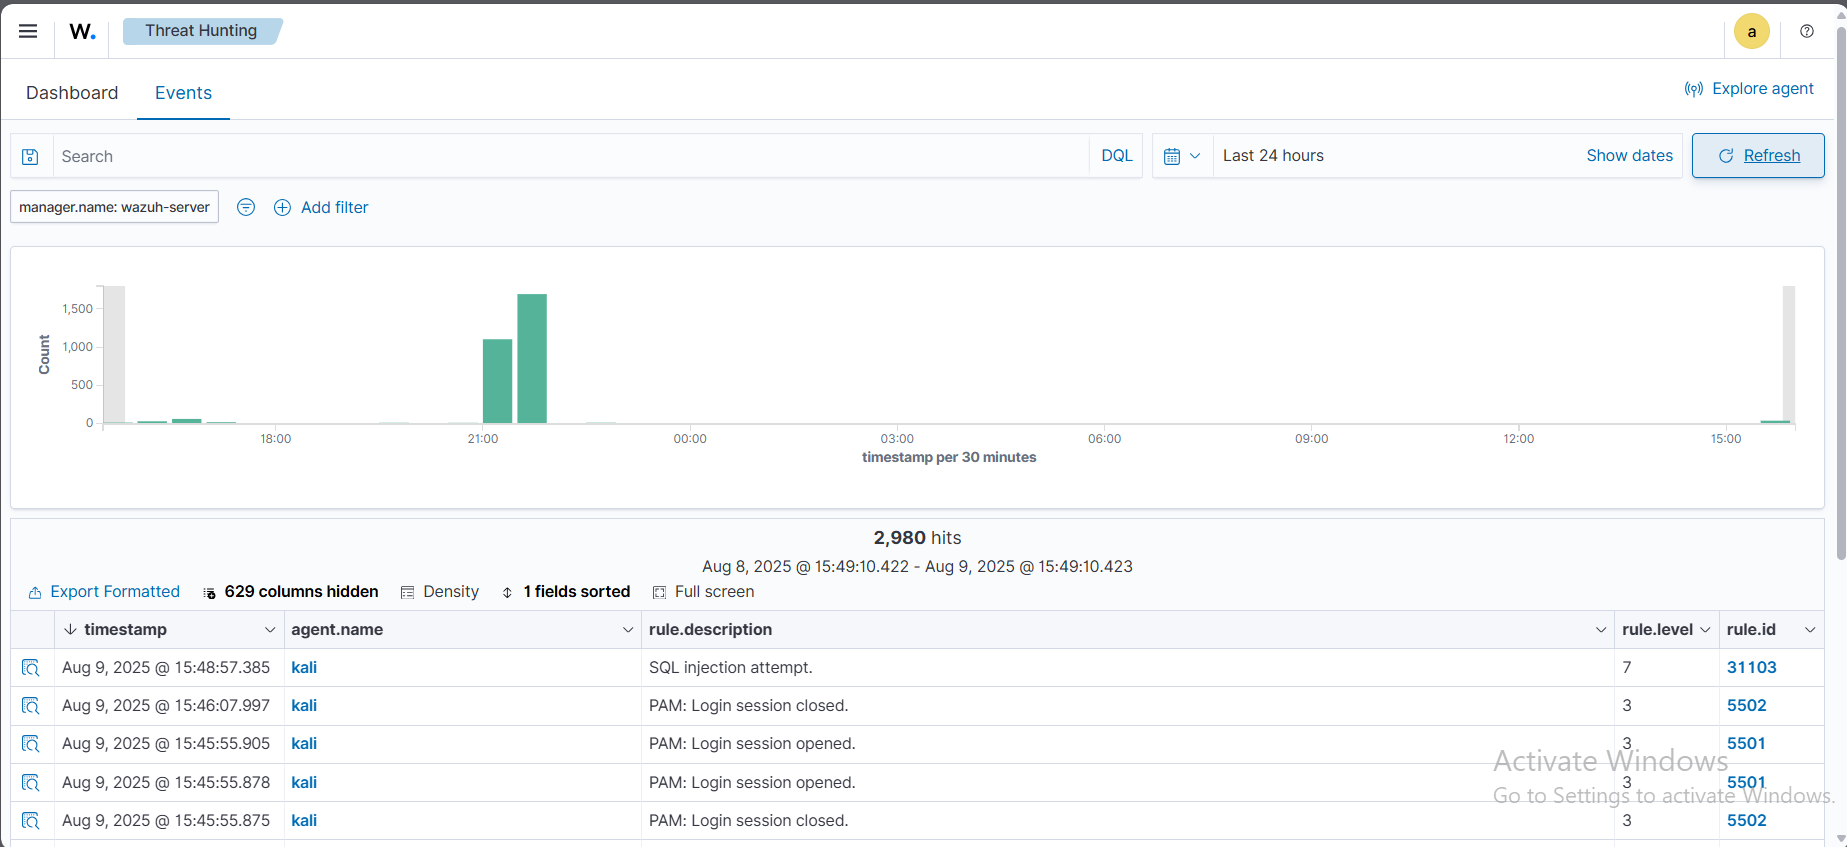 W. Threat Hunting a
Dashboard Events Explore agent
Search DQL Last 24 hours Show dates Refresh
manager.name: wazuh-server Add filter
1,500
1,000
500
0
Count
18:00 21:00 00:00 03:00 06:00 09:00 12:00 15:00
timestamp per 30 minutes
2,980 hits
Aug 8, 2025 @ 15:49:10.422 - Aug 9, 2025 @ 15:49:10.423
Export Formatted 629 columns hidden Density 1 fields sorted Full screen
timestamp agent.name rule.description rule.level rule.id
Aug 9, 2025 @ 15:48:57.385 kali SQL injection attempt. 7 31103
Aug 9, 2025 @ 15:46:07.997 kali PAM: Login session closed. 3 5502
Aug 9, 2025 @ 15:45:55.905 kali PAM: Login session opened. 3 5501
Aug 9, 2025 @ 15:45:55.878 kali PAM: Login session opened. 3 5501
Aug 9, 2025 @ 15:45:55.875 kali PAM: Login session closed. 3 5502
Activate Windows
Go to Settings to activate Windows.